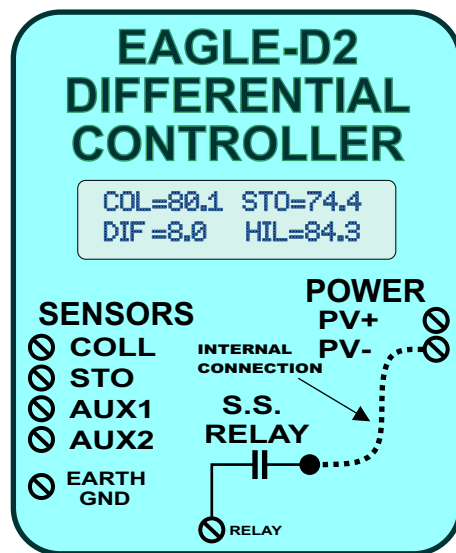 EAGLE-D2
DIFFERENTIAL
CONTROLLER
COL=80.1 STO=74.4
DIF =8.0 HIL=84.3
SENSORS
COLL
STO
AUX1
AUX2
EARTH
GND
POWER
PV+
PV-
INTERNAL
CONNECTION
S.S.
RELAY
RELAY